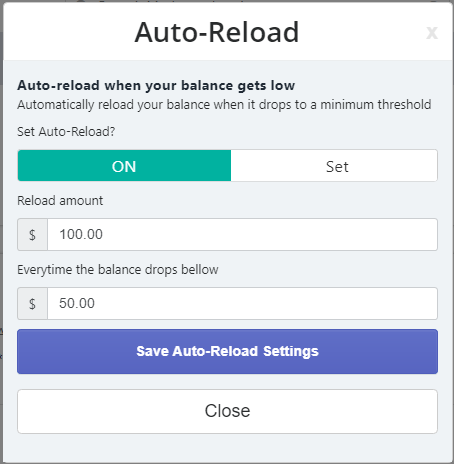 Auto-Reload
x
Auto-reload when your balance gets low
Automatically reload your balance when it drops to a minimum threshold
Set Auto-Reload?
ON Set
Reload amount
$ 100.00
Everytime the balance drops bellow
$ 50.00
Save Auto-Reload Settings
Close